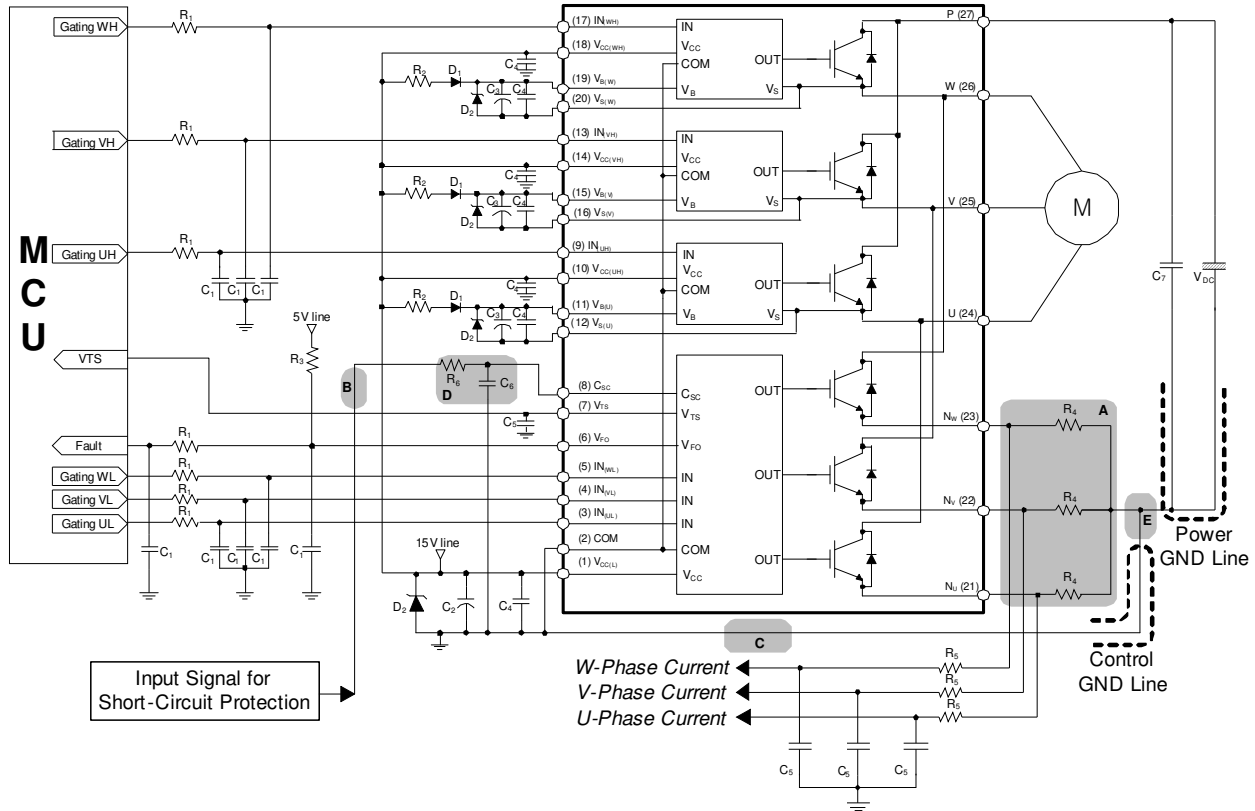 MCU
Gating WH
Gating VH
Gating UH
VTS
Fault
Gating WL
Gating VL
Gating UL
R1
R1
R1
R1
R1
R1
R1
C1
C1
C1
C1
C1
C1
C1
C1
5V line
R3
R2
D1
D2
C3
C4
C4
R2
D1
D2
C3
C4
C4
R2
D1
D2
C3
C4
C4
B
R6
D
C6
C5
15V line
D2
C2
C4
(17) IN(WH)
(18) VCC(WH)
(19) VB(W)
(20) VS(W)
(13) IN(VH)
(14) VCC(VH)
(15) VB(V)
(16) VS(V)
(9) IN(UH)
(10) VCC(UH)
(11) VB(U)
(12) VS(U)
(8) CSC
(7) VTS
(6) VFO
(5) IN(WL)
(4) IN(VL)
(3) IN(UL)
(2) COM
(1) VCC(L)
IN
VCC
COM
VB
OUT
VS
IN
VCC
COM
VB
OUT
VS
IN
VCC
COM
VB
OUT
VS
CSC
VTS
VFO
IN
IN
IN
COM
VCC
OUT
OUT
OUT
P (27)
W (26)
V (25)
U (24)
NW (23)
NV (22)
NU (21)
M
C7
VDC
A
R4
R4
R4
E
Power
GND Line
Control
GND Line
C
W-Phase Current
V-Phase Current
U-Phase Current
R5
R5
R5
C5
C5
C5
Input Signal for
Short-Circuit Protection